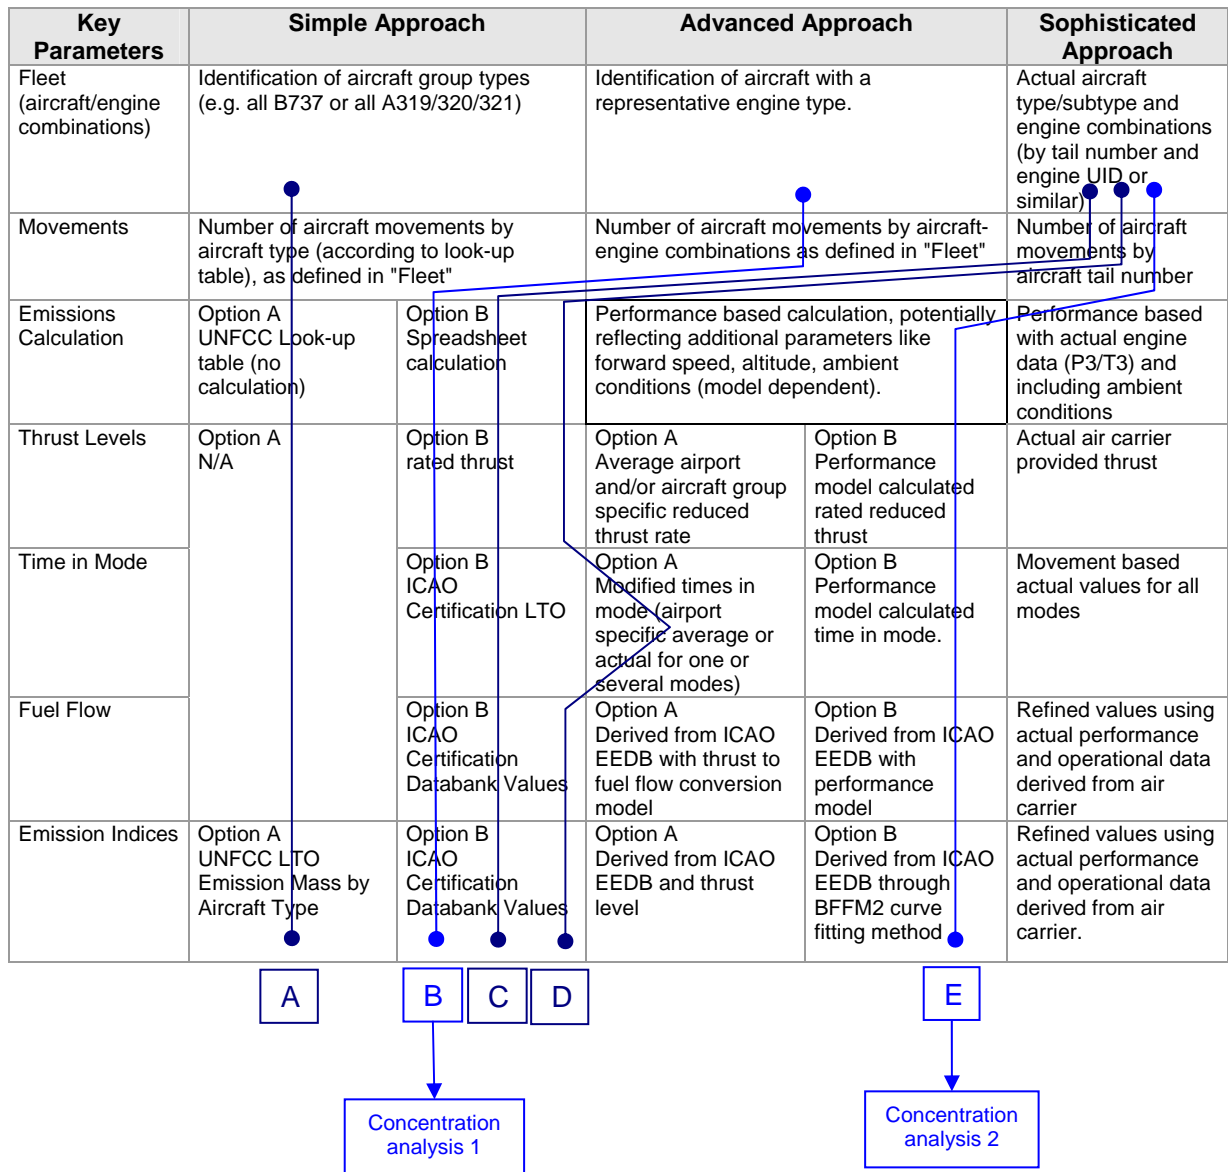 Key
Parameters
Simple Approach
Advanced Approach
Sophisticated
Approach
Fleet
(aircraft/engine
combinations)
Identification of aircraft group types
(e.g. all B737 or all A319/320/321)
Identification of aircraft with a
representative engine type.
Actual aircraft
type/subtype and
engine combinations
(by tail number and
engine UID or
similar)
Movements
Number of aircraft movements by
aircraft type (according to look-up
table), as defined in "Fleet"
Number of aircraft movements by aircraft-
engine combinations as defined in "Fleet"
Number of aircraft
movements by
aircraft tail number
Emissions
Calculation
Option A
UNFCC Look-up
table (no
calculation)
Option B
Spreadsheet
calculation
Performance based calculation, potentially
reflecting additional parameters like
forward speed, altitude, ambient
conditions (model dependent).
Performance based
with actual engine
data (P3/T3) and
including ambient
conditions
Thrust Levels
Option A
N/A
Option B
rated thrust
Option A
Average airport
and/or aircraft group
specific reduced
thrust rate
Option B
Performance
model calculated
rated reduced
thrust
Actual air carrier
provided thrust
Time in Mode
Option B
ICAO
Certification LTO
Option A
Modified times in
mode (airport
specific average or
actual for one or
several modes)
Option B
Performance
model calculated
time in mode.
Movement based
actual values for all
modes
Fuel Flow
Option B
ICAO
Certification
Databank Values
Option A
Derived from ICAO
EEDB with thrust to
fuel flow conversion
model
Option B
Derived from ICAO
EEDB with
performance
model
Refined values using
actual performance
and operational data
derived from air
carrier
Emission Indices
Option A
UNFCC LTO
Emission Mass by
Aircraft Type
Option B
ICAO
Certification
Databank Values
Option A
Derived from ICAO
EEDB and thrust
level
Option B
Derived from ICAO
EEDB through
BFFM2 curve
fitting method
Refined values using
actual performance
and operational data
derived from air
carrier.
A
B
C
D
E
Concentration
analysis 1
Concentration
analysis 2